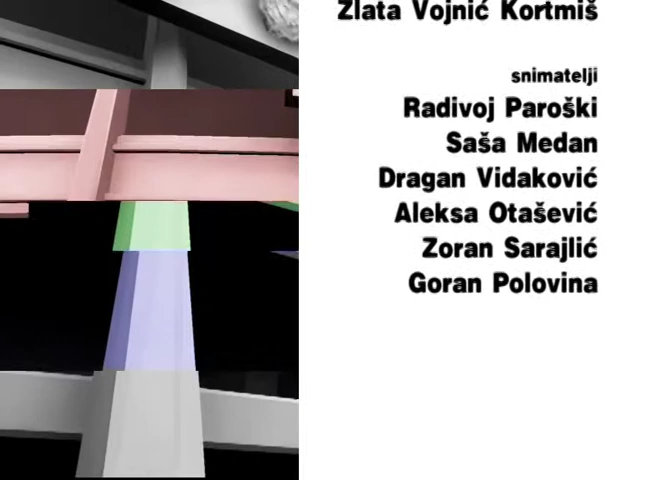 Zlata Vojnić Kortmiš
snimatelji
Radivoj Paroški
Saša Medan
Dragan Vidaković
Aleksa Otašević
Zoran Sarajlić
Goran Polovina